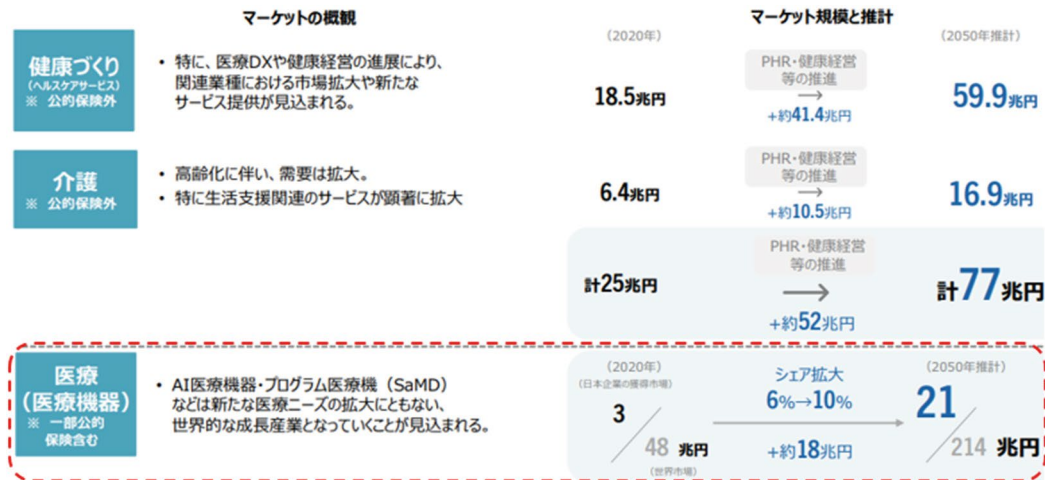 マーケットの概観
マーケット規模と推計
（2020年）
（2050年推計）
健康づくり
（ヘルスケアサービス）
※ 公的保険外
• 特に、医療DXや健康経営の進展により、
関連業種における市場拡大や新たな
サービス提供が見込まれる。
18.5兆円
PHR・健康経営
等の推進
→
+約41.4兆円
59.9兆円
介護
※ 公的保険外
• 高齢化に伴い、需要は拡大。
• 特に生活支援関連のサービスが顕著に拡大
6.4兆円
PHR・健康経営
等の推進
→
+約10.5兆円
16.9兆円
計25兆円
PHR・健康経営
等の推進
→
+約52兆円
計77兆円
医療
（医療機器）
※ 一部公的
保険含む
• AI医療機器・プログラム医療機（SaMD）
などは新たな医療ニーズの拡大にともない、
世界的な成長産業となっていくことが見込まれる。
（2020年）
（日本企業の獲得市場）
3
48 兆円
（世界市場）
シェア拡大
6%→10%
+約18兆円
（2050年推計）
21
214 兆円